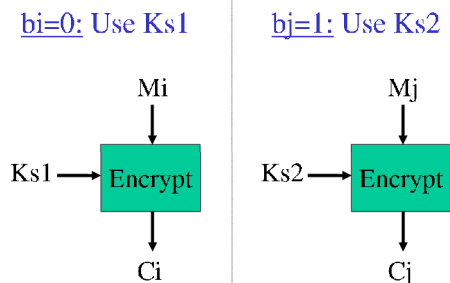 bi=0: Use Ks1
Mi
Ks1
Encrypt
Ci
bj=1: Use Ks2
Mj
Ks2
Encrypt
Cj